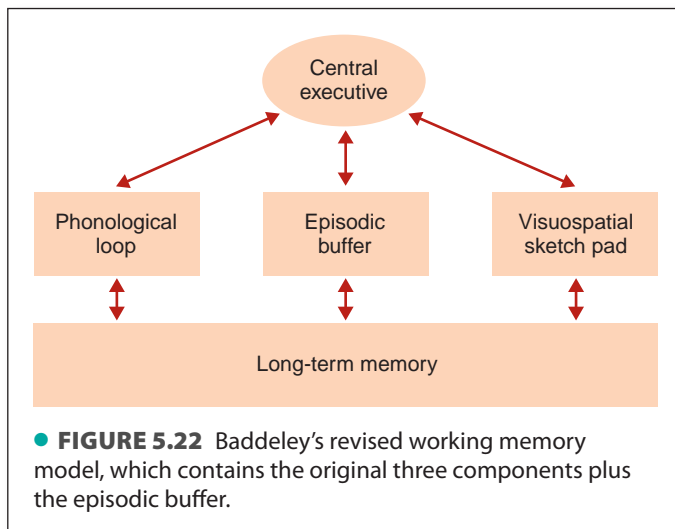 Central
executive
Phonological
loop
Episodic
buffer
Visuospatial
sketch pad
Long-term memory
● FIGURE 5.22 Baddeley's revised working memory
model, which contains the original three components plus
the episodic buffer.